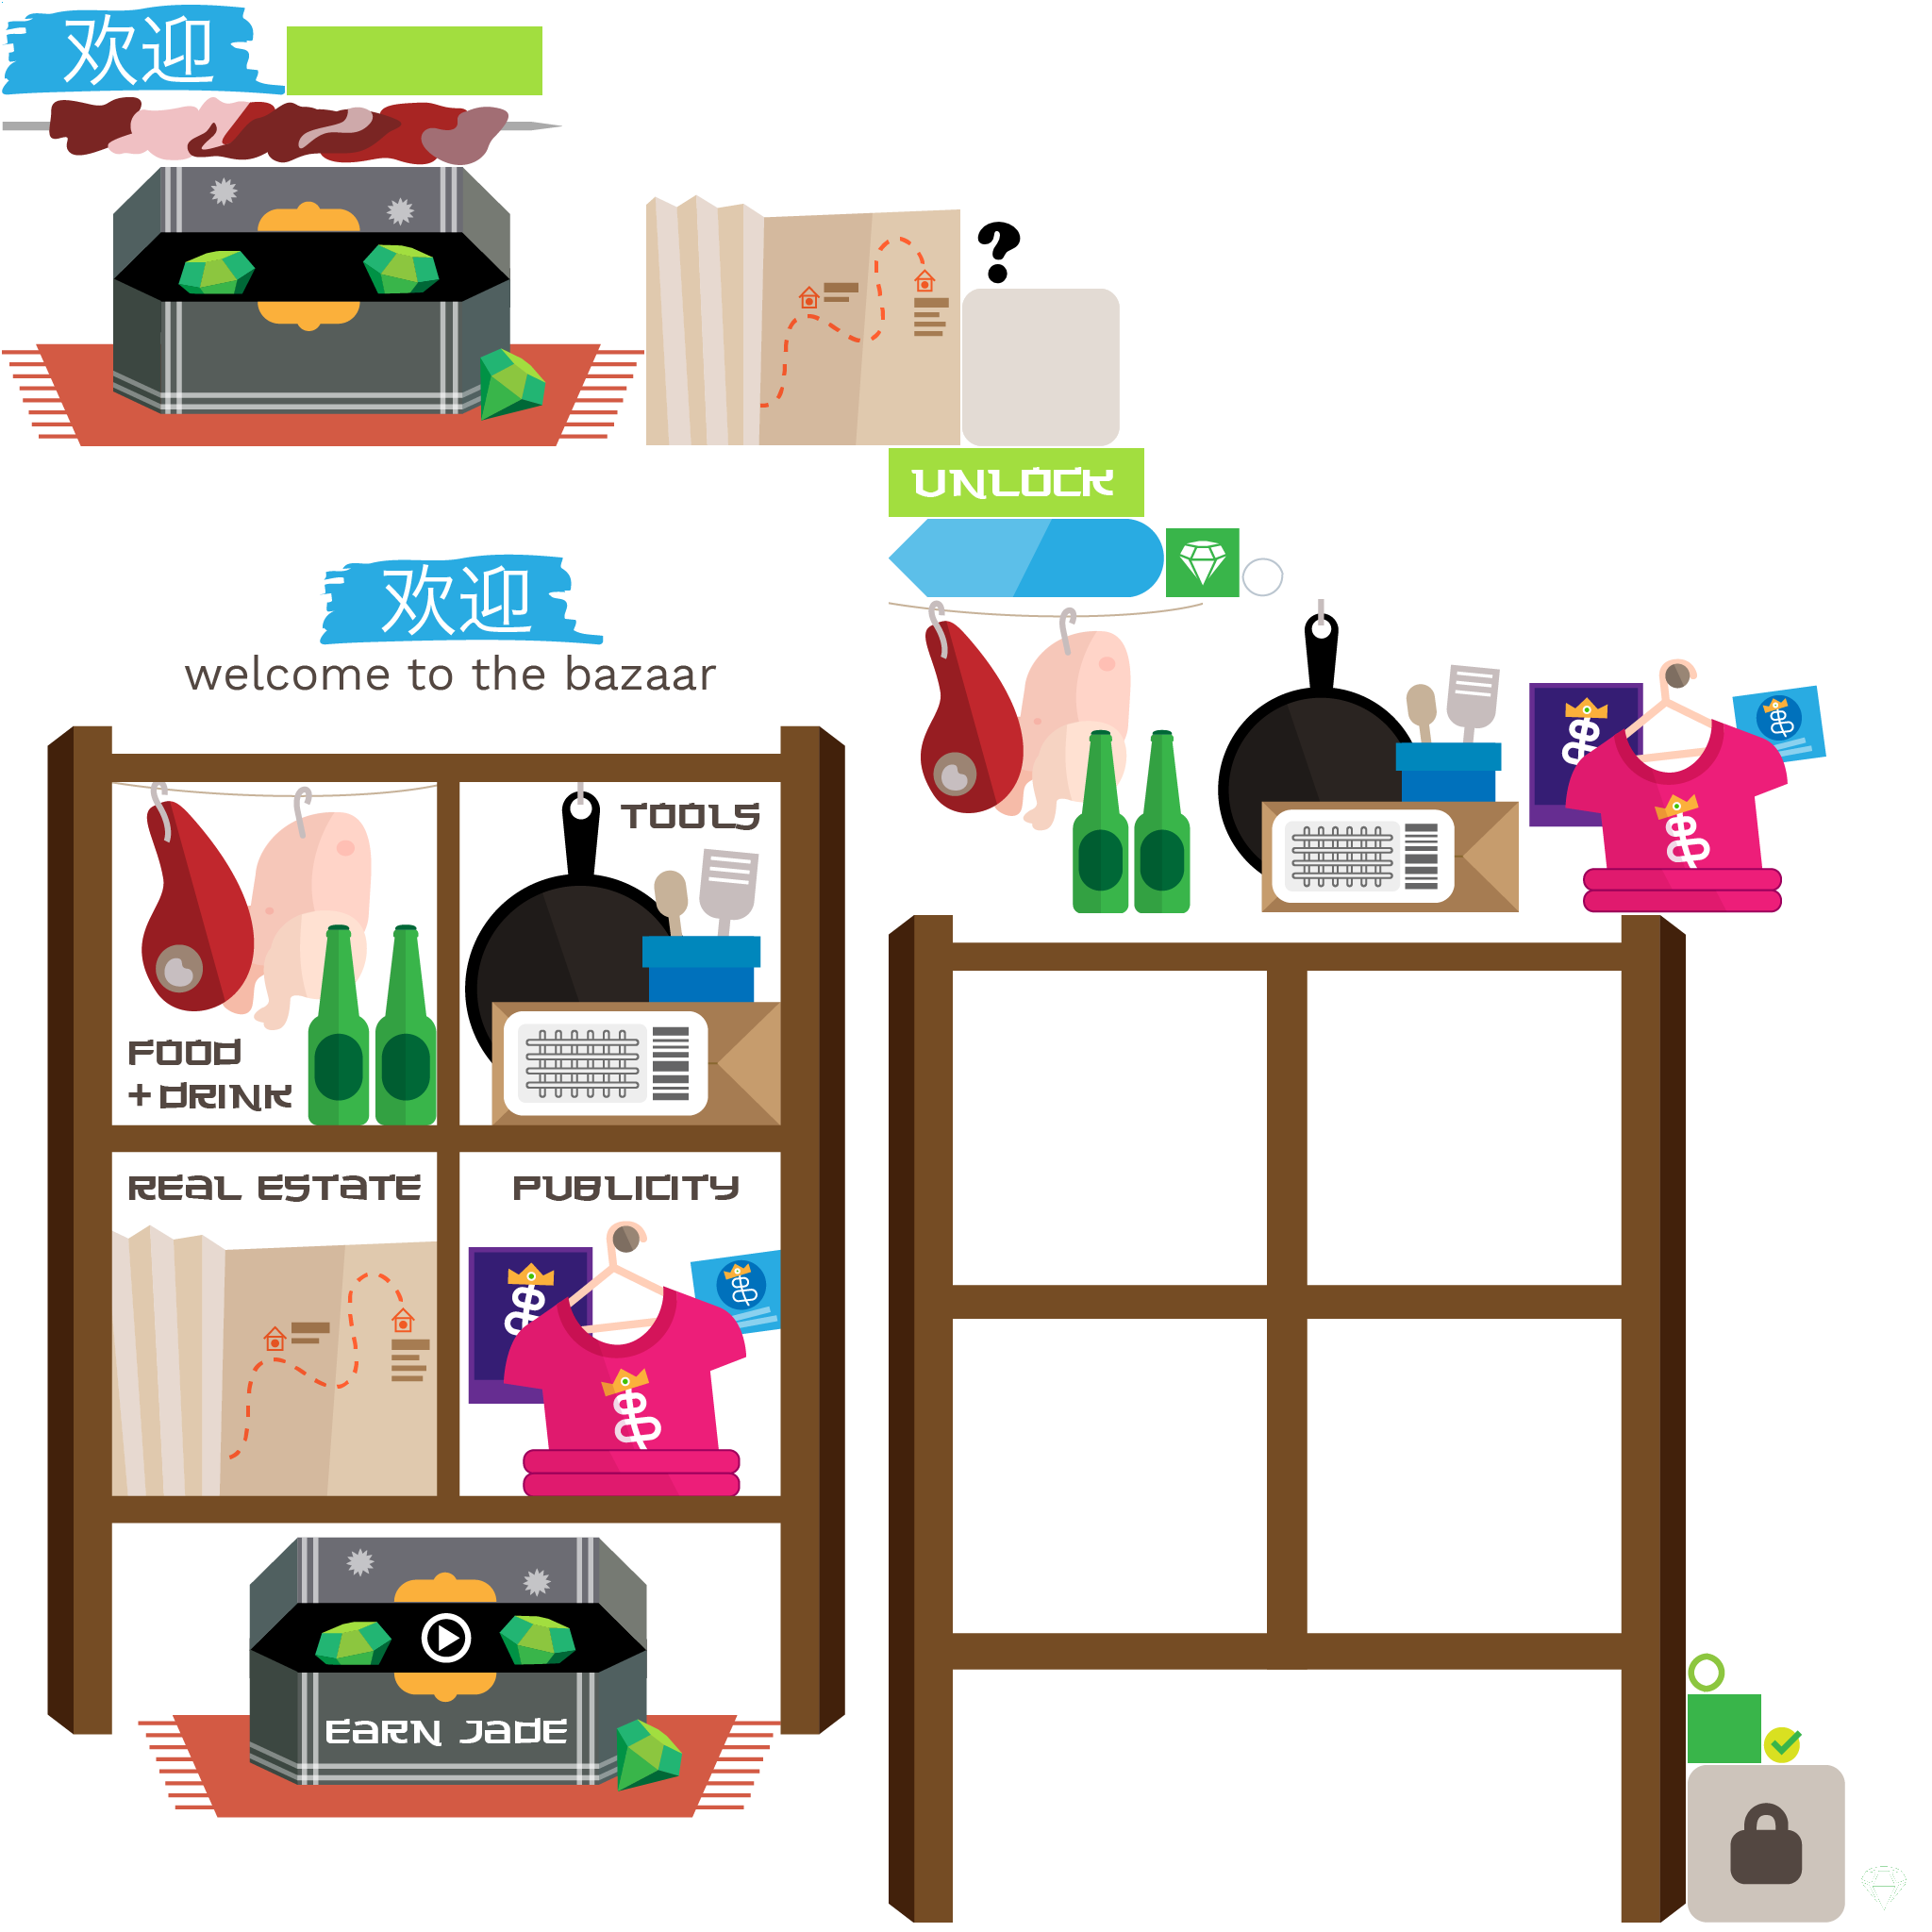 欢迎
?
UNLOCK
欢迎
welcome to the bazaar
TOOLS
FOOD
+ DRINK
REAL ESTATE
PUBLICITY
EARN JADE